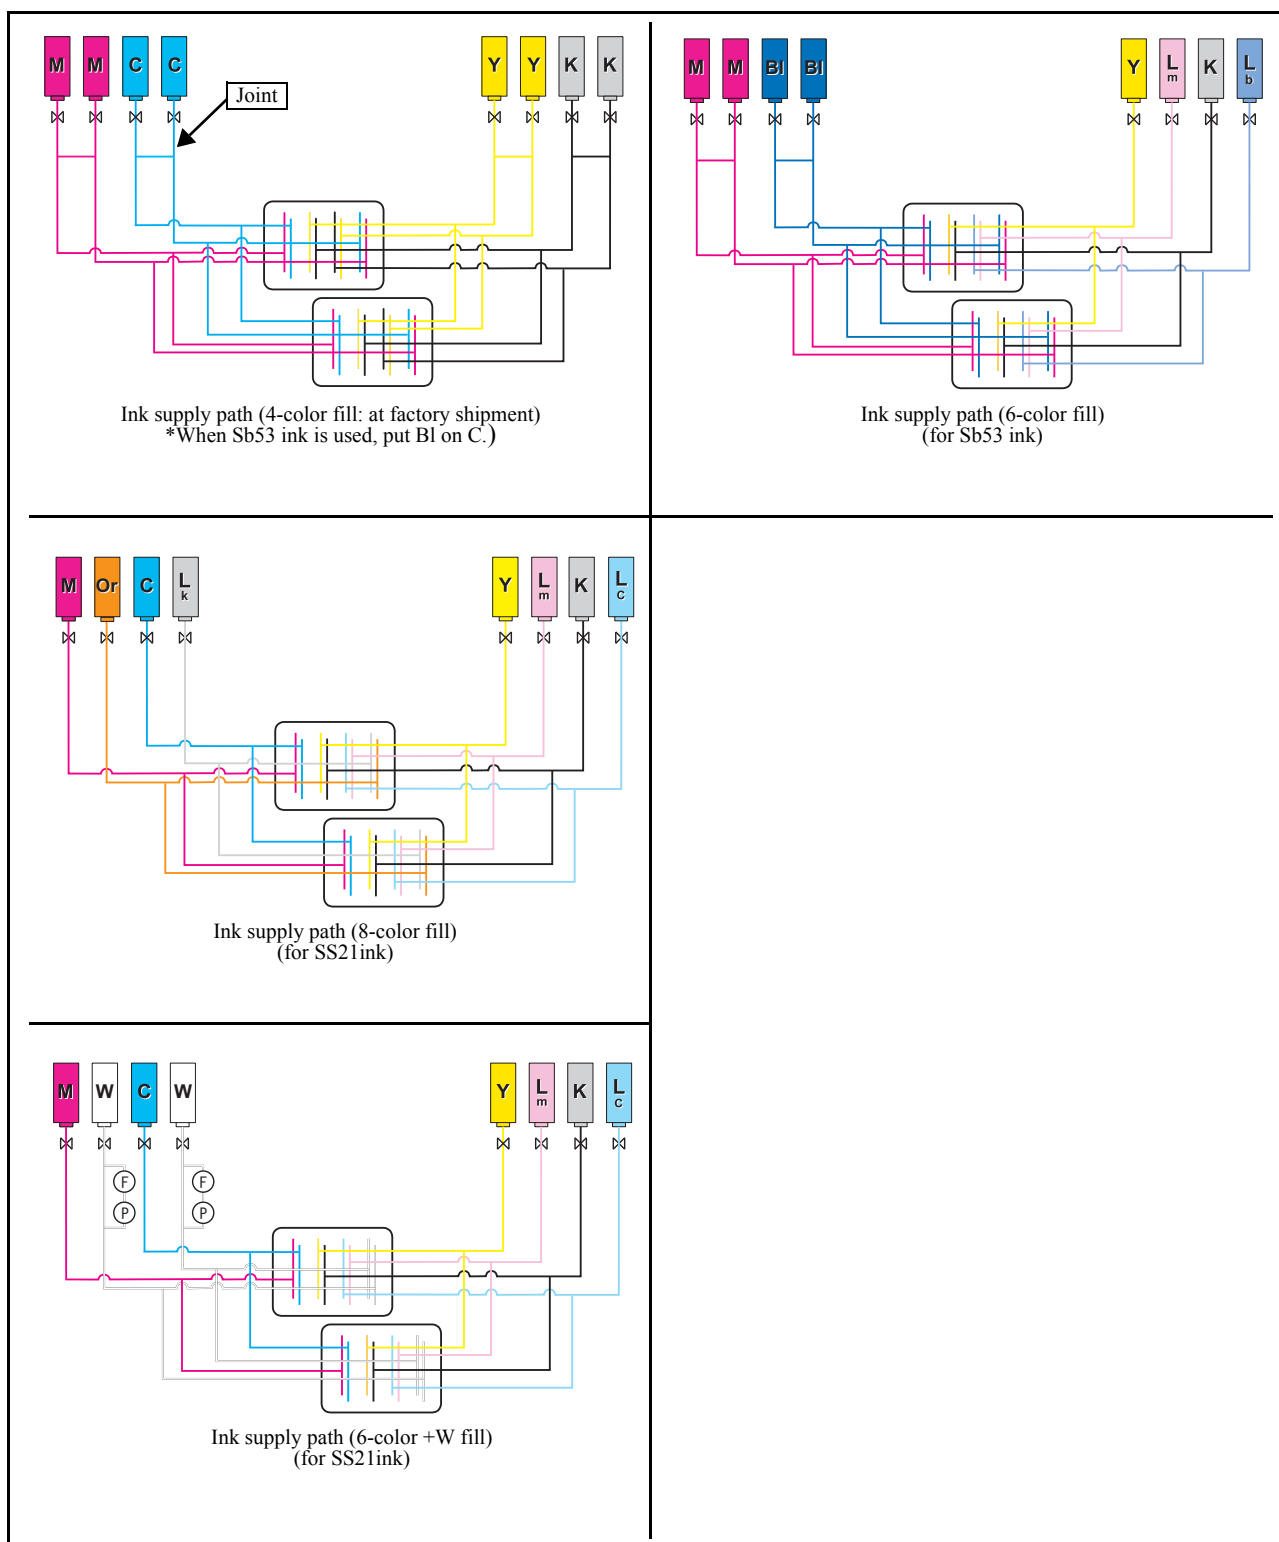 M M C C Y Y K K
Joint
Ink supply path (4-color fill: at factory shipment)
*When Sb53 ink is used, put Bl on C.)
M M Bl Bl Y Lm K Lb
Ink supply path (6-color fill)
(for Sb53 ink)
M Or C Lk Y Lm K Lc
Ink supply path (8-color fill)
(for SS21ink)
M W C W Y Lm K Lc
F F
P P
Ink supply path (6-color +W fill)
(for SS21ink)